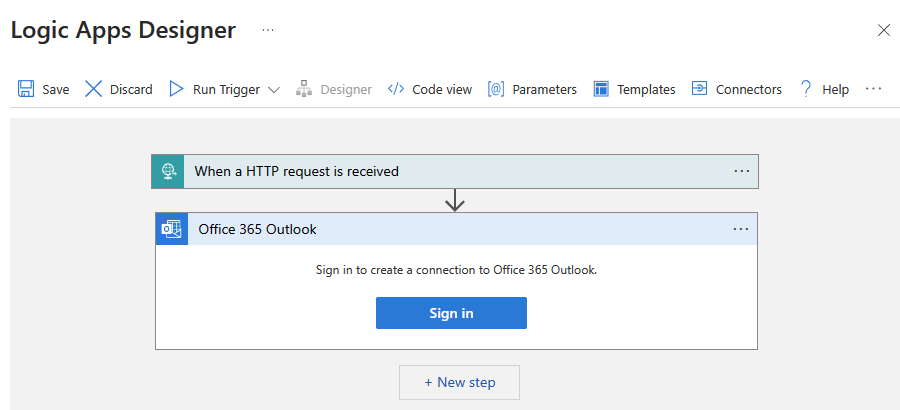 Logic Apps Designer ...
Save Discard Run Trigger Designer </> Code view [@] Parameters Templates Connectors ? Help ...
When a HTTP request is received ...
Office 365 Outlook ...
Sign in to create a connection to Office 365 Outlook.
Sign in
+ New step